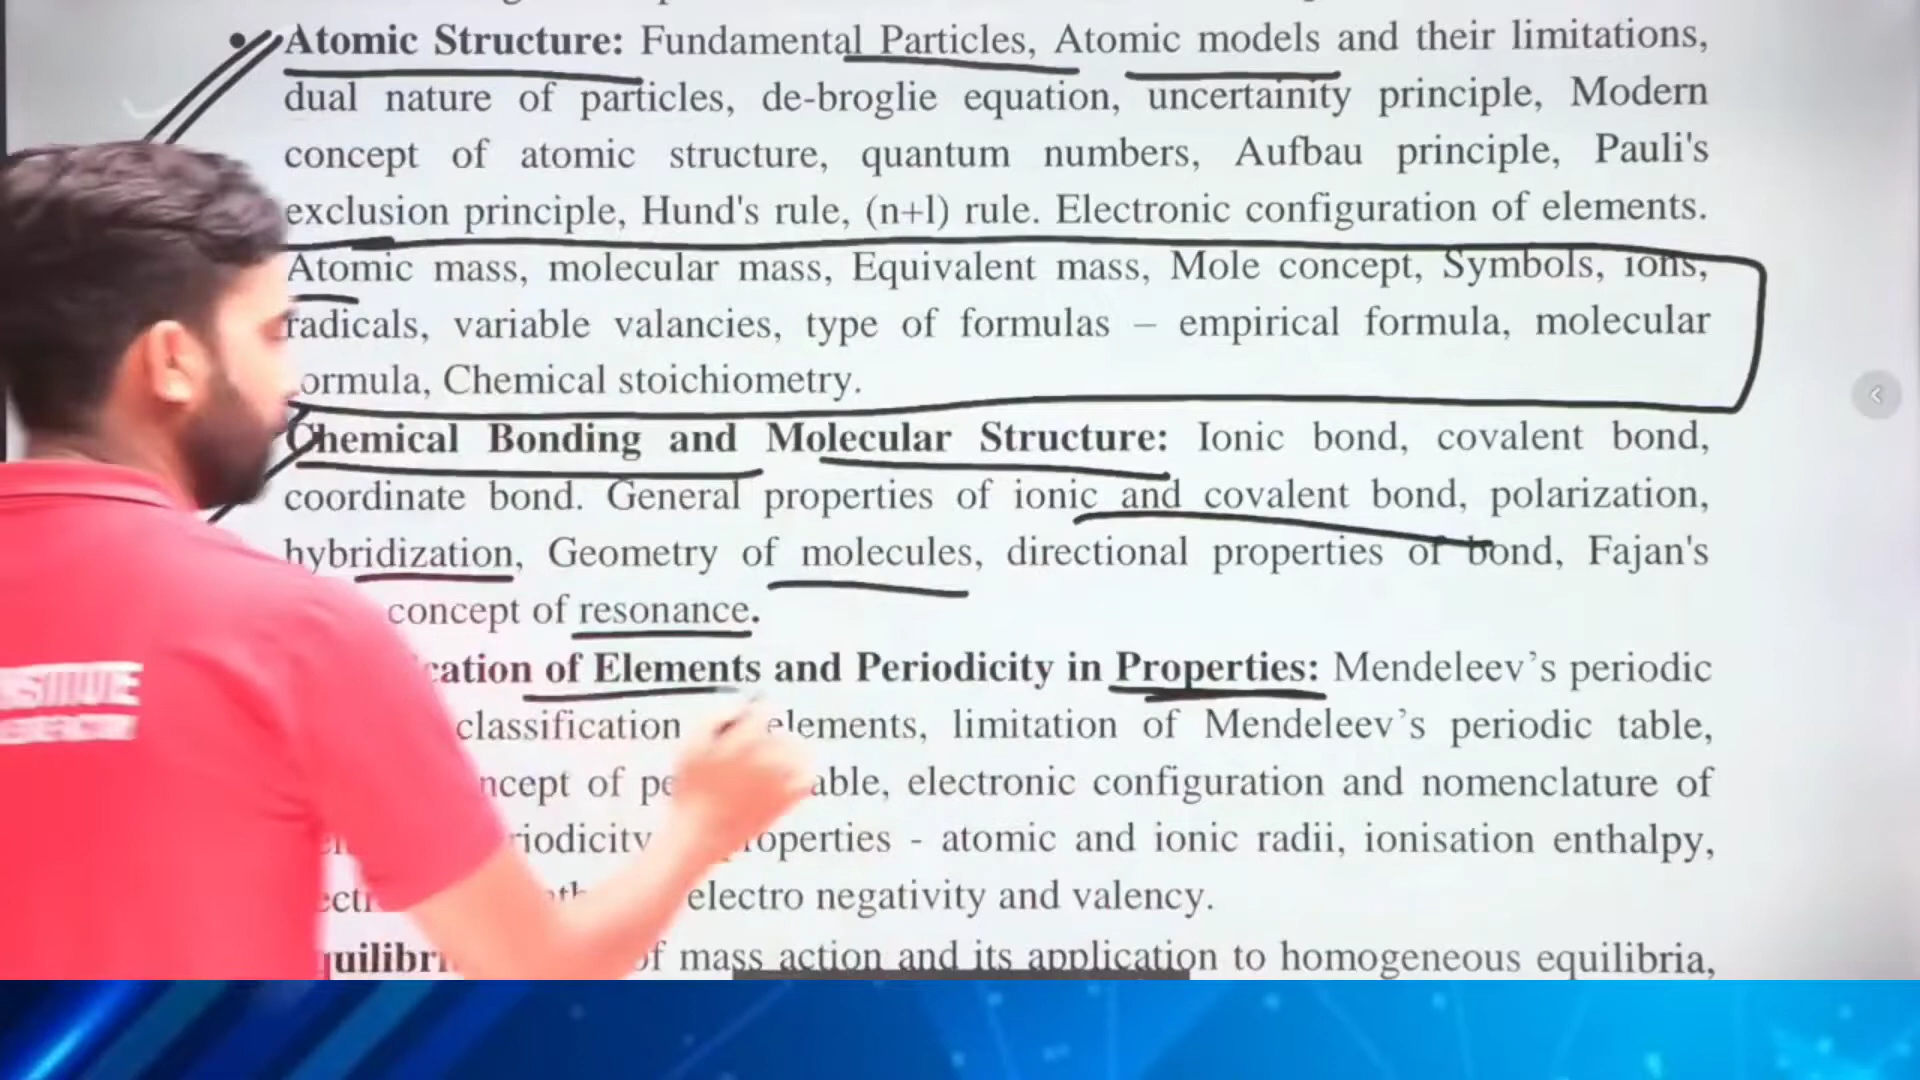 Atomic Structure: Fundamental Particles, Atomic models and their limitations,
dual nature of particles, de-broglie equation, uncertainity principle, Modern
concept of atomic structure, quantum numbers, Aufbau principle, Pauli's
exclusion principle, Hund's rule, (n+l) rule. Electronic configuration of elements.
Atomic mass, molecular mass, Equivalent mass, Mole concept, Symbols, ions,
radicals, variable valancies, type of formulas – empirical formula, molecular
ormula, Chemical stoichiometry.
Chemical Bonding and Molecular Structure: Ionic bond, covalent bond,
coordinate bond. General properties of ionic and covalent bond, polarization,
hybridization, Geometry of molecules, directional properties of bond, Fajan's
concept of resonance.
cation of Elements and Periodicity in Properties: Mendeleev’s periodic
classification elements, limitation of Mendeleev’s periodic table,
ncept of pe able, electronic configuration and nomenclature of
riodicity roperties - atomic and ionic radii, ionisation enthalpy,
electro negativity and valency.
quilibr of mass action and its application to homogeneous equilibria,